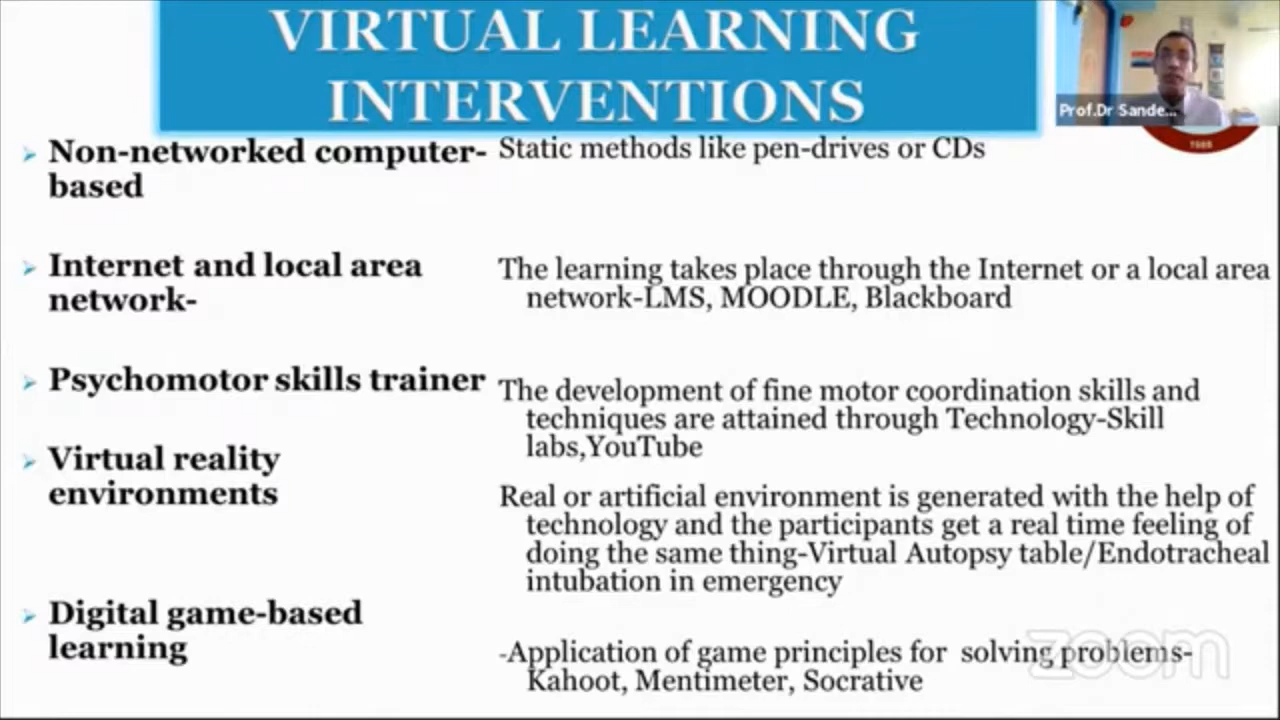 VIRTUAL LEARNING
INTERVENTIONS
Prof.Dr Sande...
1988
Non-networked computer-
based
Static methods like pen-drives or CDs
Internet and local area
network-
The learning takes place through the Internet or a local area
network-LMS, MOODLE, Blackboard
Psychomotor skills trainer
The development of fine motor coordination skills and
techniques are attained through Technology-Skill
labs,YouTube
Virtual reality
environments
Real or artificial environment is generated with the help of
technology and the participants get a real time feeling of
doing the same thing-Virtual Autopsy table/Endotracheal
intubation in emergency
Digital game-based
learning
-Application of game principles for solving problems-
Kahoot, Mentimeter, Socrative
zoom